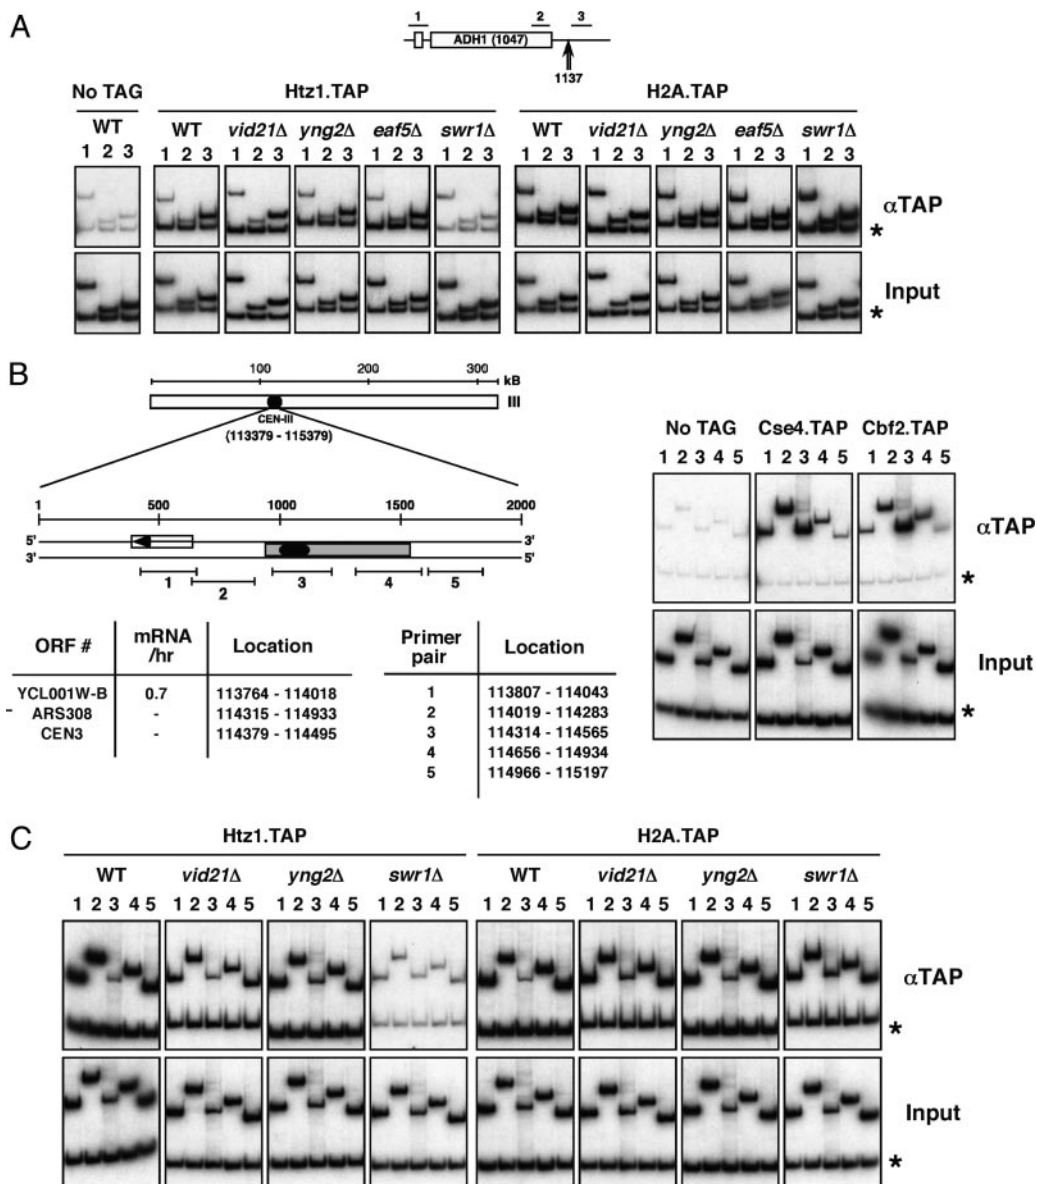 A
1 2 3
ADH1 (1047)
1137
No TAG Htz1.TAP H2A.TAP
WT WT vid21Δ yng2Δ eaf5Δ swr1Δ WT vid21Δ yng2Δ eaf5Δ swr1Δ
1 2 3 1 2 3 1 2 3 1 2 3 1 2 3 1 2 3 1 2 3 1 2 3 1 2 3 1 2 3 1 2 3
αTAP
*
Input
*
B
100 200 300
kB
III
CEN-III
(113379 - 115379)
1 500 1000 1500 2000
5' 3'
3' 5'
1 2 3 4 5
ORF # mRNA /hr Location
YCL001W-B 0.7 113764 - 114018
ARS308 - 114315 - 114933
CEN3 - 114379 - 114495
Primer pair Location
1 113807 - 114043
2 114019 - 114283
3 114314 - 114565
4 114656 - 114934
5 114966 - 115197
No TAG Cse4.TAP Cbf2.TAP
1 2 3 4 5 1 2 3 4 5 1 2 3 4 5
αTAP
*
Input
*
C
Htz1.TAP H2A.TAP
WT vid21Δ yng2Δ swr1Δ WT vid21Δ yng2Δ swr1Δ
1 2 3 4 5 1 2 3 4 5 1 2 3 4 5 1 2 3 4 5 1 2 3 4 5 1 2 3 4 5 1 2 3 4 5 1 2 3 4 5
αTAP
*
Input
*